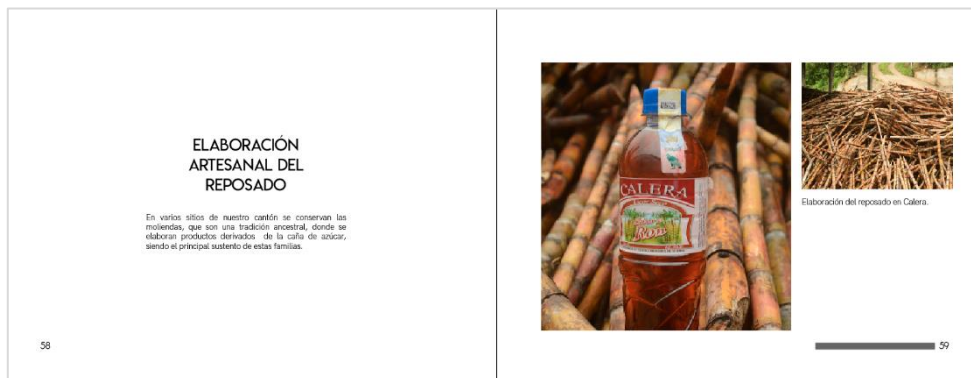 ELABORACIÓN
ARTESANAL DEL
REPOSADO
En varios sitios de nuestro cantón se conservan las
moliendas, que son una tradición ancestral, donde se
elaboran productos derivados de la caña de azúcar,
siendo el principal sustento de estas familias.
58
CALERA
Ron
Elaboración del reposado en Calera.
59